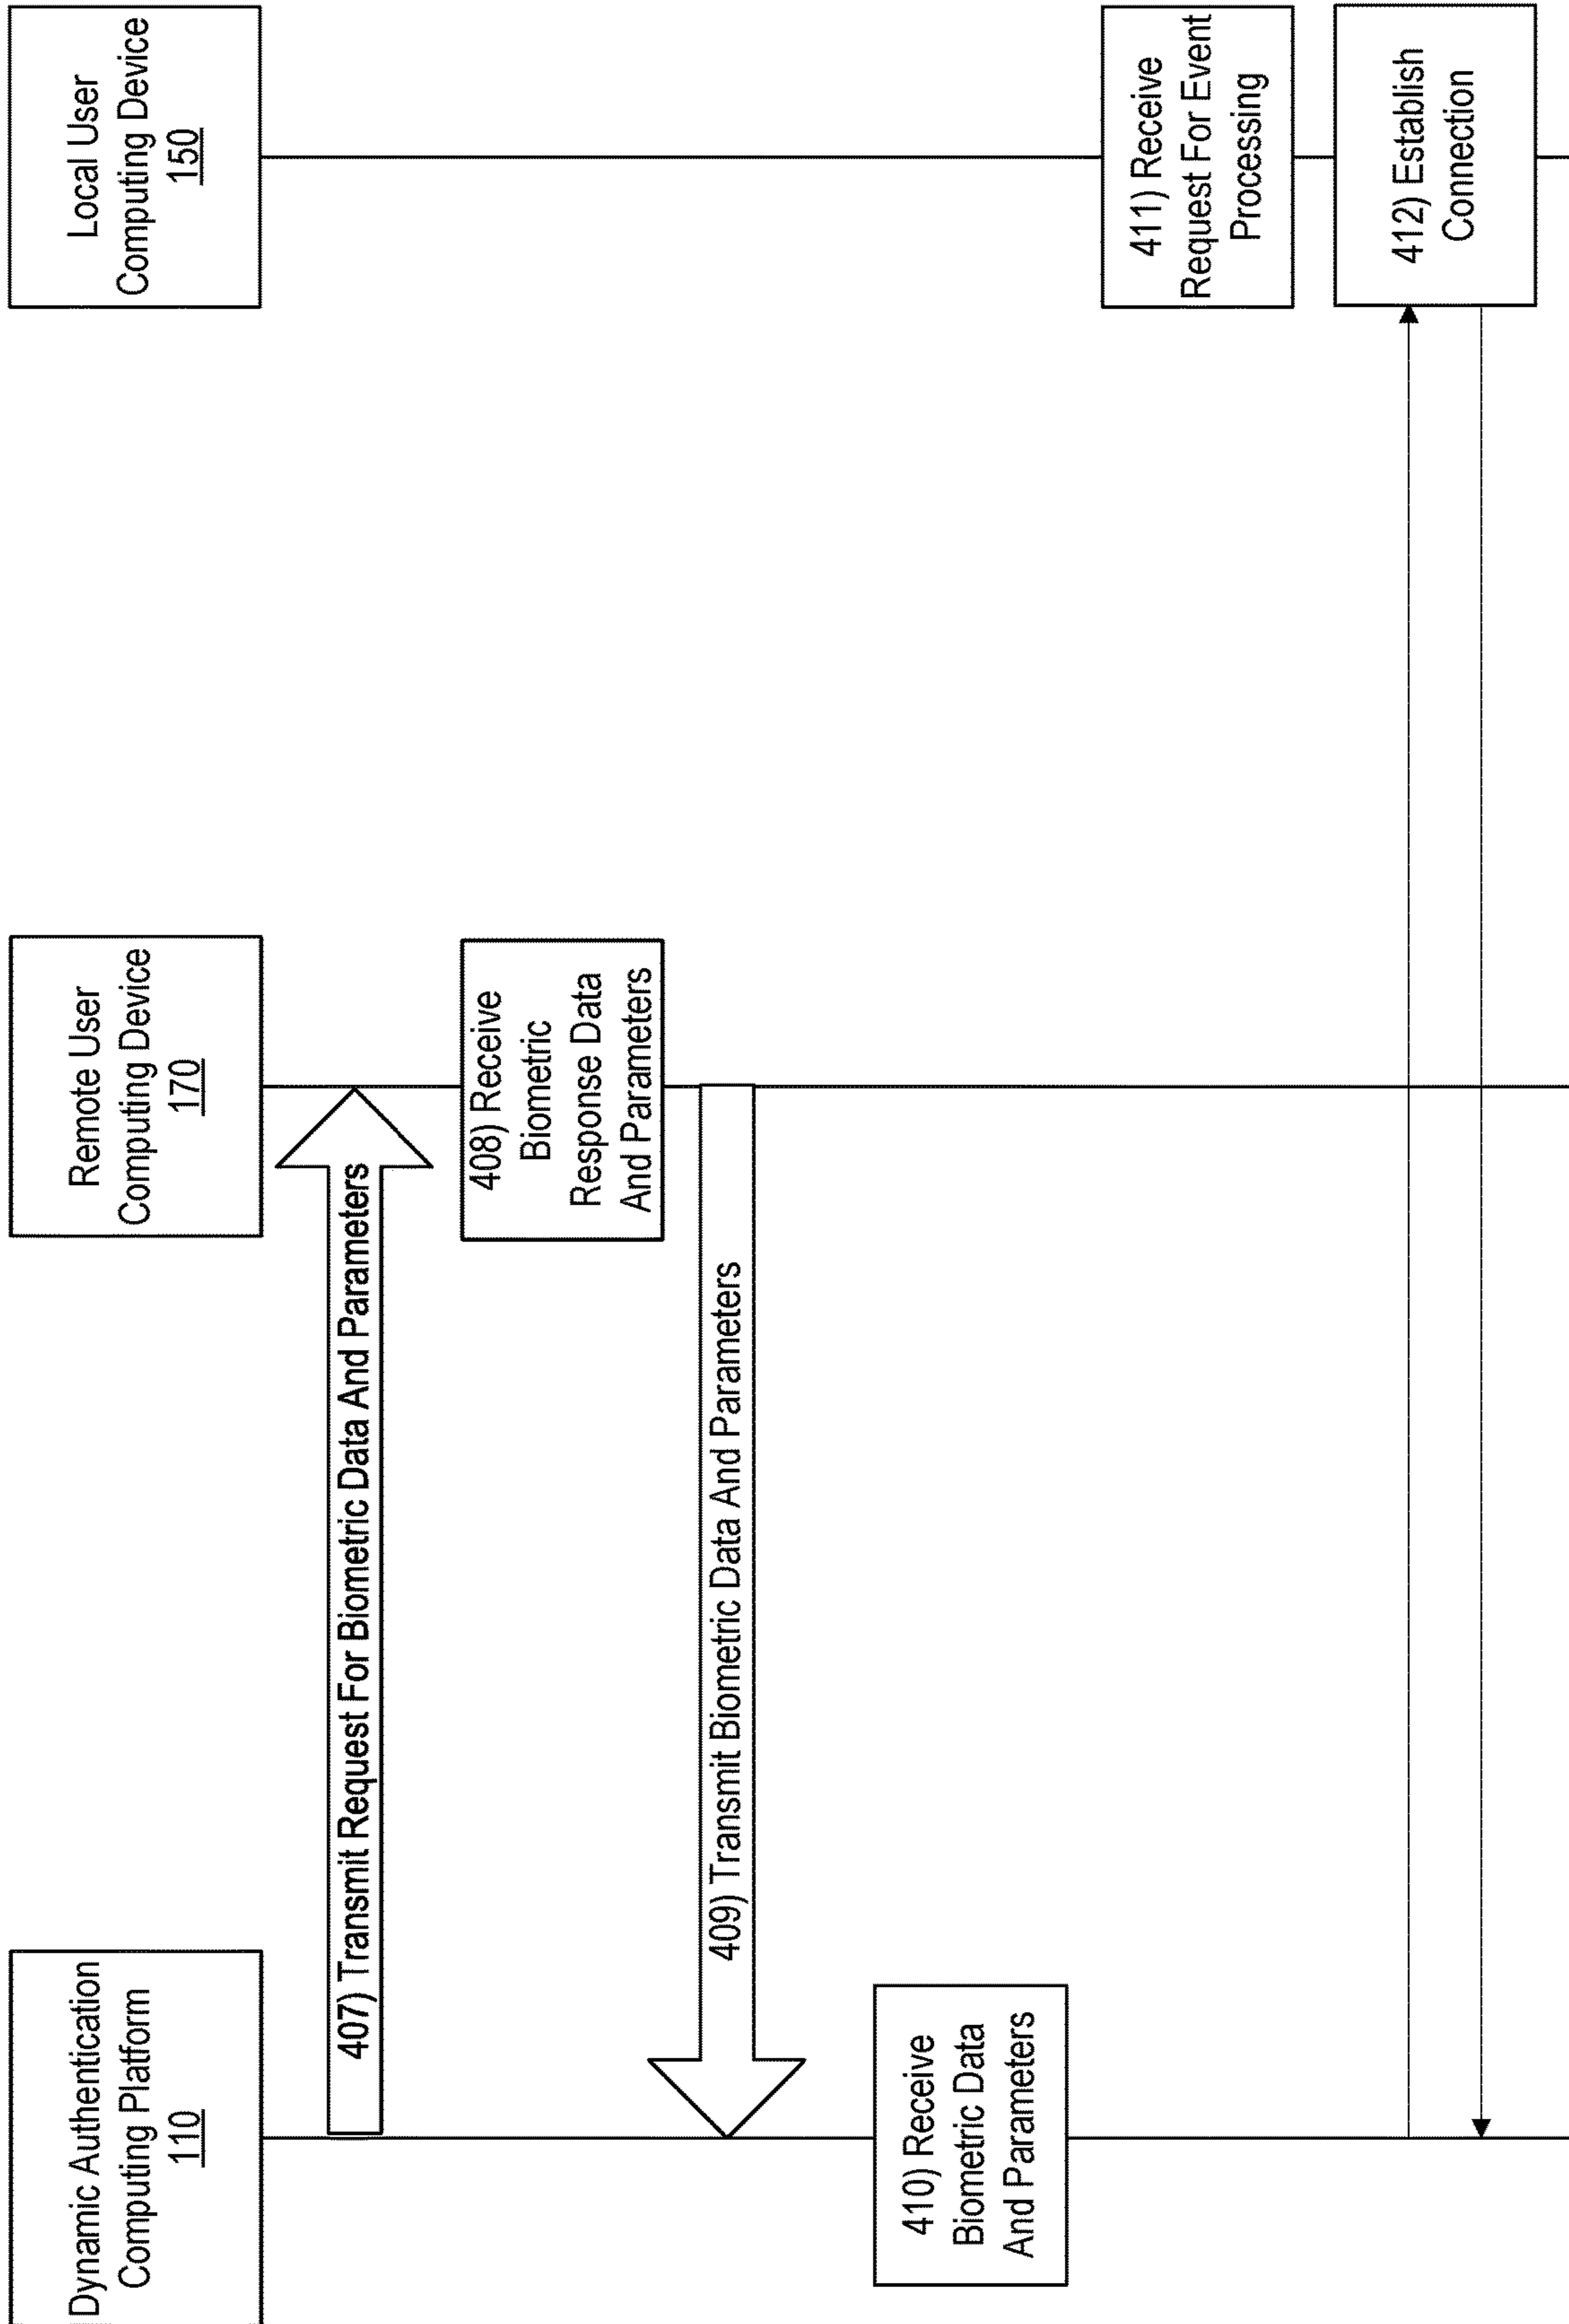 Dynamic Authentication
Computing Platform
110
Remote User
Computing Device
170
Local User
Computing Device
150
407) Transmit Request For Biometric Data And Parameters
408) Receive
Biometric
Response Data
And Parameters
409) Transmit Biometric Data And Parameters
410) Receive
Biometric Data
And Parameters
411) Receive
Request For Event
Processing
412) Establish
Connection